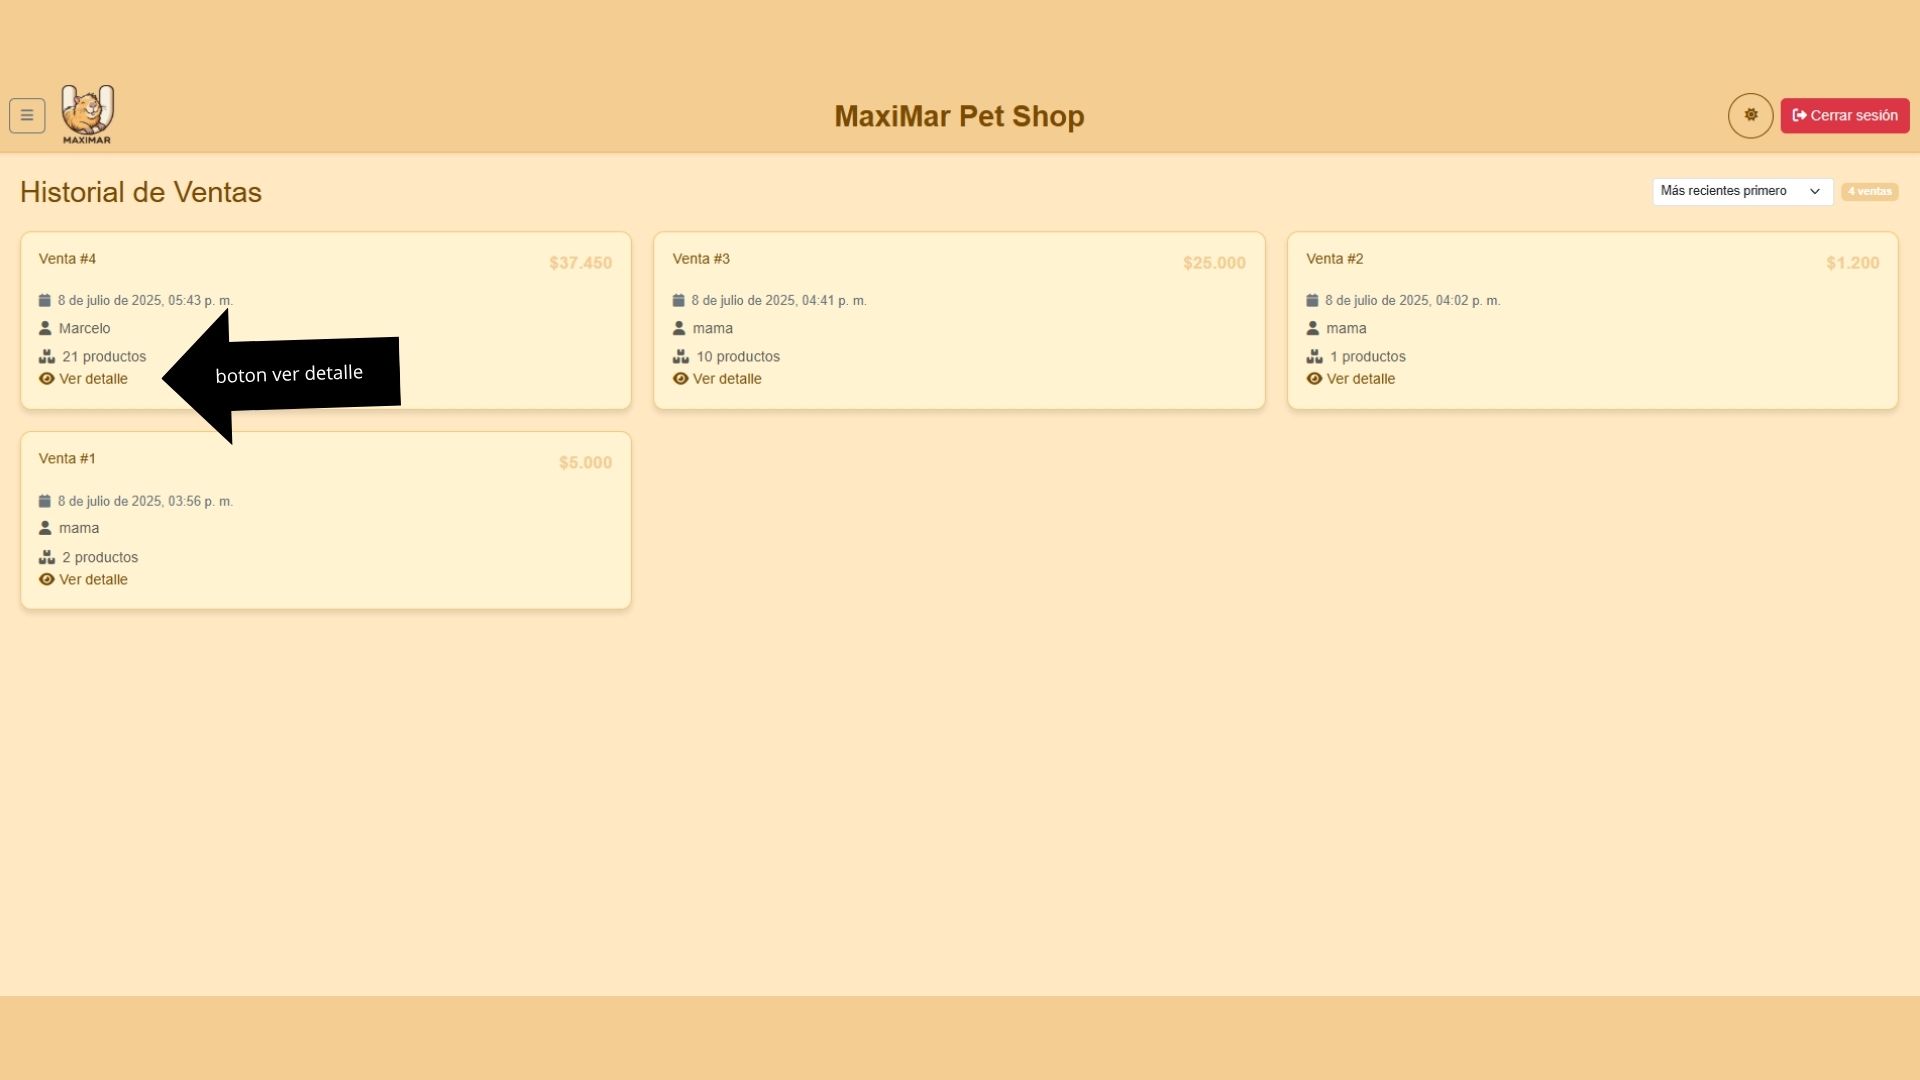 MAXIMAR
MaxiMar Pet Shop
Cerrar sesión
Historial de Ventas
Más recientes primero
4 ventas
Venta #4
$37.450
8 de julio de 2025, 05:43 p. m.
Marcelo
21 productos
Ver detalle
boton ver detalle
Venta #3
$25.000
8 de julio de 2025, 04:41 p. m.
mama
10 productos
Ver detalle
Venta #2
$1.200
8 de julio de 2025, 04:02 p. m.
mama
1 productos
Ver detalle
Venta #1
$5.000
8 de julio de 2025, 03:56 p. m.
mama
2 productos
Ver detalle